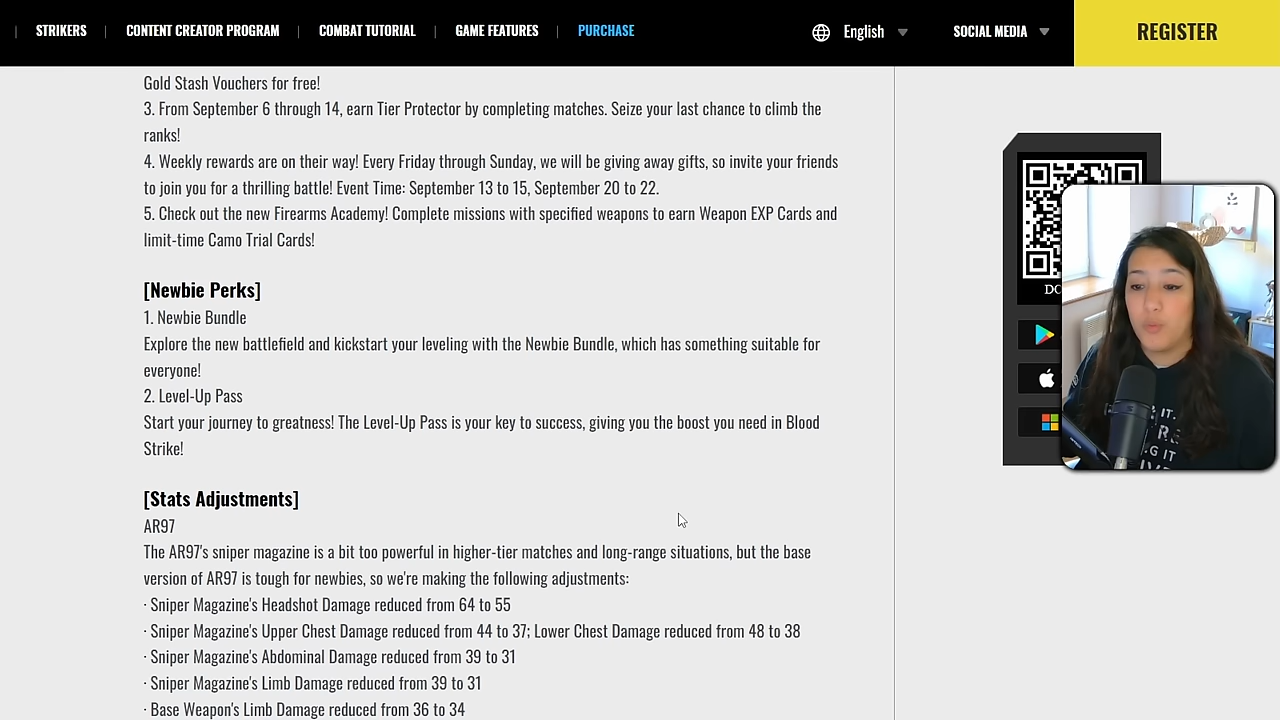 STRIKERS
CONTENT CREATOR PROGRAM
COMBAT TUTORIAL
GAME FEATURES
PURCHASE
English
SOCIAL MEDIA
REGISTER
Gold Stash Vouchers for free!
3. From September 6 through 14, earn Tier Protector by completing matches. Seize your last chance to climb the
ranks!
4. Weekly rewards are on their way! Every Friday through Sunday, we will be giving away gifts, so invite your friends
to join you for a thrilling battle! Event Time: September 13 to 15, September 20 to 22.
5. Check out the new Firearms Academy! Complete missions with specified weapons to earn Weapon EXP Cards and
limit-time Camo Trial Cards!
[Newbie Perks]
1. Newbie Bundle
Explore the new battlefield and kickstart your leveling with the Newbie Bundle, which has something suitable for
everyone!
2. Level-Up Pass
Start your journey to greatness! The Level-Up Pass is your key to success, giving you the boost you need in Blood
Strike!
[Stats Adjustments]
AR97
The AR97's sniper magazine is a bit too powerful in higher-tier matches and long-range situations, but the base
version of AR97 is tough for newbies, so we're making the following adjustments:
· Sniper Magazine's Headshot Damage reduced from 64 to 55
· Sniper Magazine's Upper Chest Damage reduced from 44 to 37; Lower Chest Damage reduced from 48 to 38
· Sniper Magazine's Abdominal Damage reduced from 39 to 31
· Sniper Magazine's Limb Damage reduced from 39 to 31
· Base Weapon's Limb Damage reduced from 36 to 34